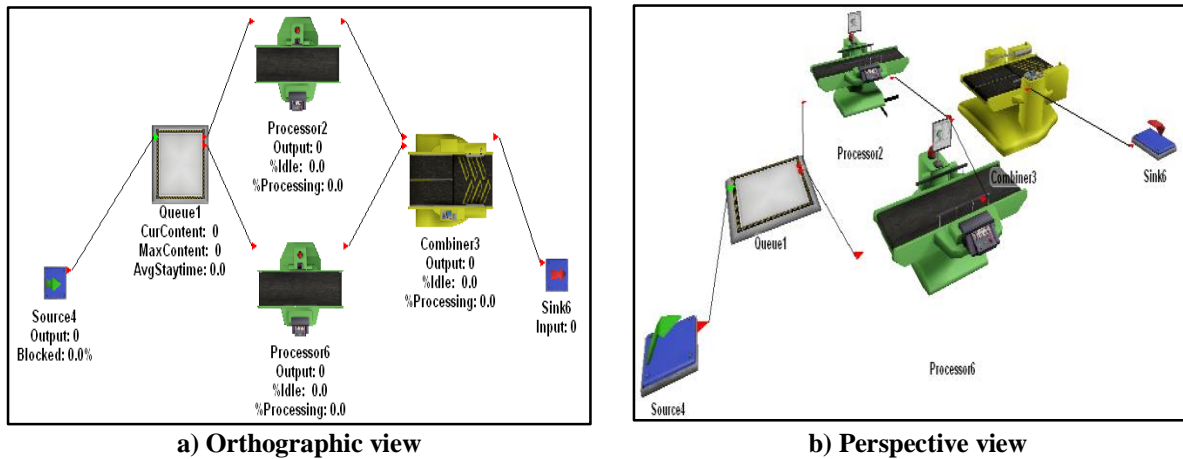 Processor2
Output: 0
%Idle: 0.0
%Processing: 0.0
Queue1
CurContent: 0
MaxContent: 0
AvgStaytime: 0.0
Combiner3
Output: 0
%Idle: 0.0
%Processing: 0.0
Source4
Output: 0
Blocked: 0.0%
Sink6
Input: 0
Processor6
Output: 0
%Idle: 0.0
%Processing: 0.0
a) Orthographic view
Processor2
Combiner3
Sink6
Queue1
Processor6
Source4
b) Perspective view